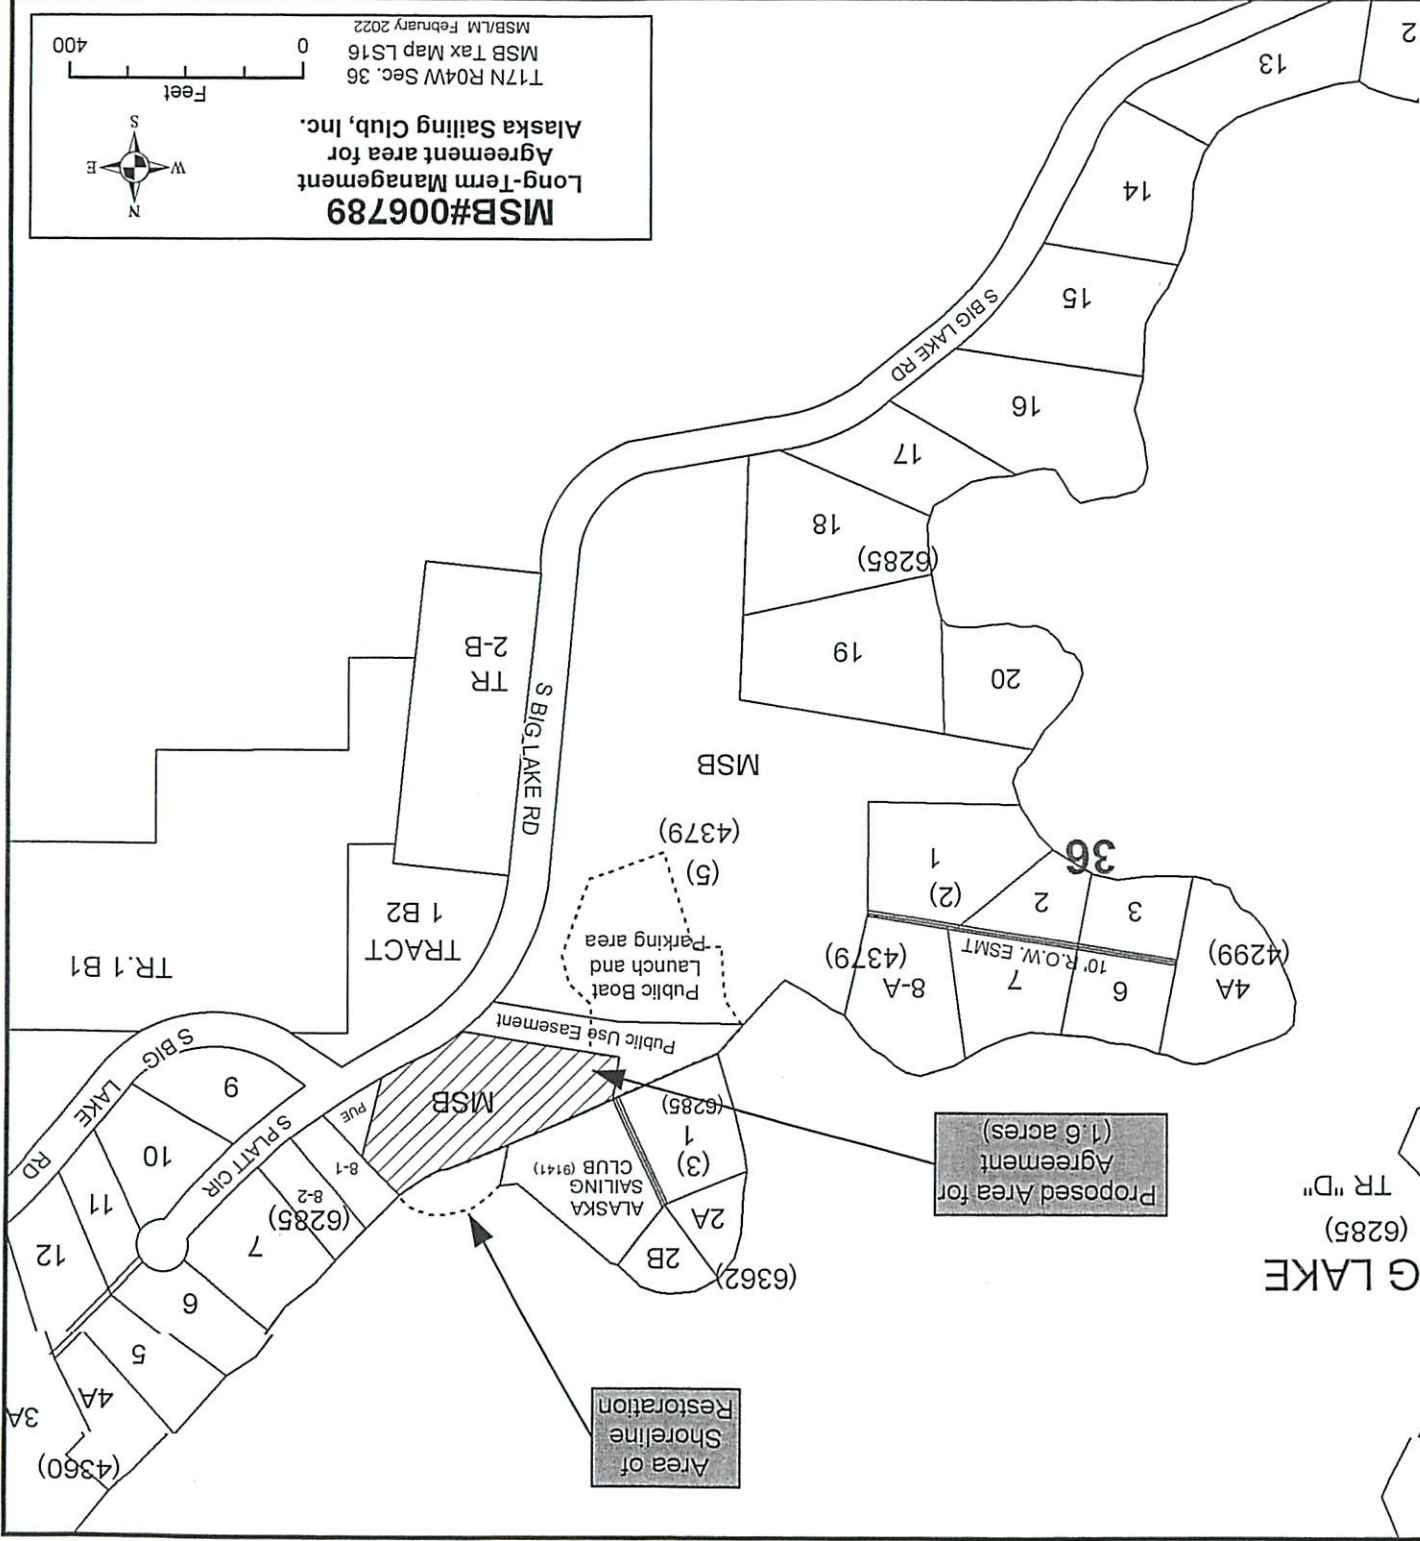 Area of
Shoreline
Restoration
(4360)
3A
4A
5
6
7
(6285)
8-2
8-1
PUE
12
11
10
9
S PLATT CIR
S BIG LAKE RD
G LAKE
(6285)
TR "D"
(6362)
2B
2A
(3)
1
(6285)
ALASKA
SAILING
CLUB (9141)
Proposed Area for
Agreement
(1.6 acres)
MSB
Public Use Easement
Public Boat
Launch and
Parking area
4A
(4299)
6
7
8-A
(4379)
10' R.O.W. ESMT
3
2
(2)
1
36
(5)
(4379)
MSB
TR.1 B1
TRACT
1 B2
TR
2-B
S BIG LAKE RD
20
19
(6285)
18
17
16
15
14
13
2
S BIG LAKE RD
MSB#006789
Long-Term Management
Agreement area for
Alaska Sailing Club, Inc.
T17N R04W Sec. 36
MSB Tax Map LS16
MSB/LM February 2022
N
W
E
S
Feet
0
400